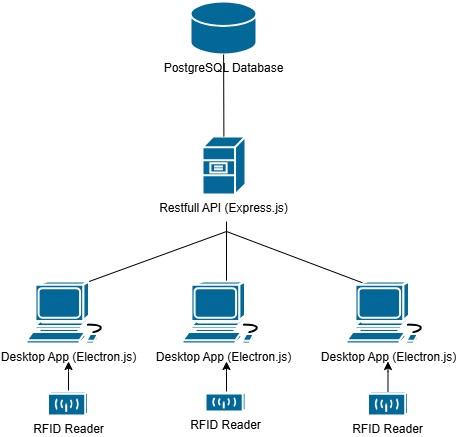 PostgreSQL Database
Restfull API (Express.js)
Desktop App (Electron.js)
Desktop App (Electron.js)
Desktop App (Electron.js)
RFID Reader
RFID Reader
RFID Reader